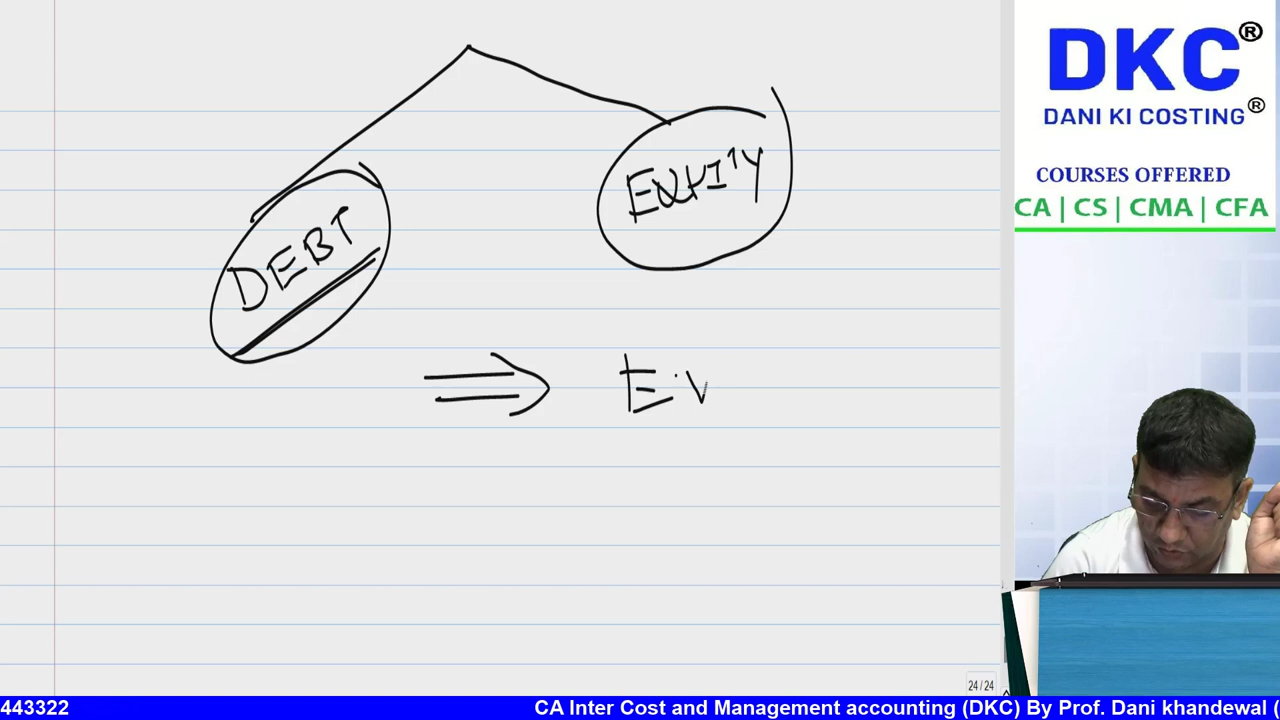 DKC®
DANI KI COSTING®
COURSES OFFERED
CA | CS | CMA | CFA
EQUITY
DEBT
⇒ E.V
24 / 24
443322 CA Inter Cost and Management accounting (DKC) By Prof. Dani khandewal (